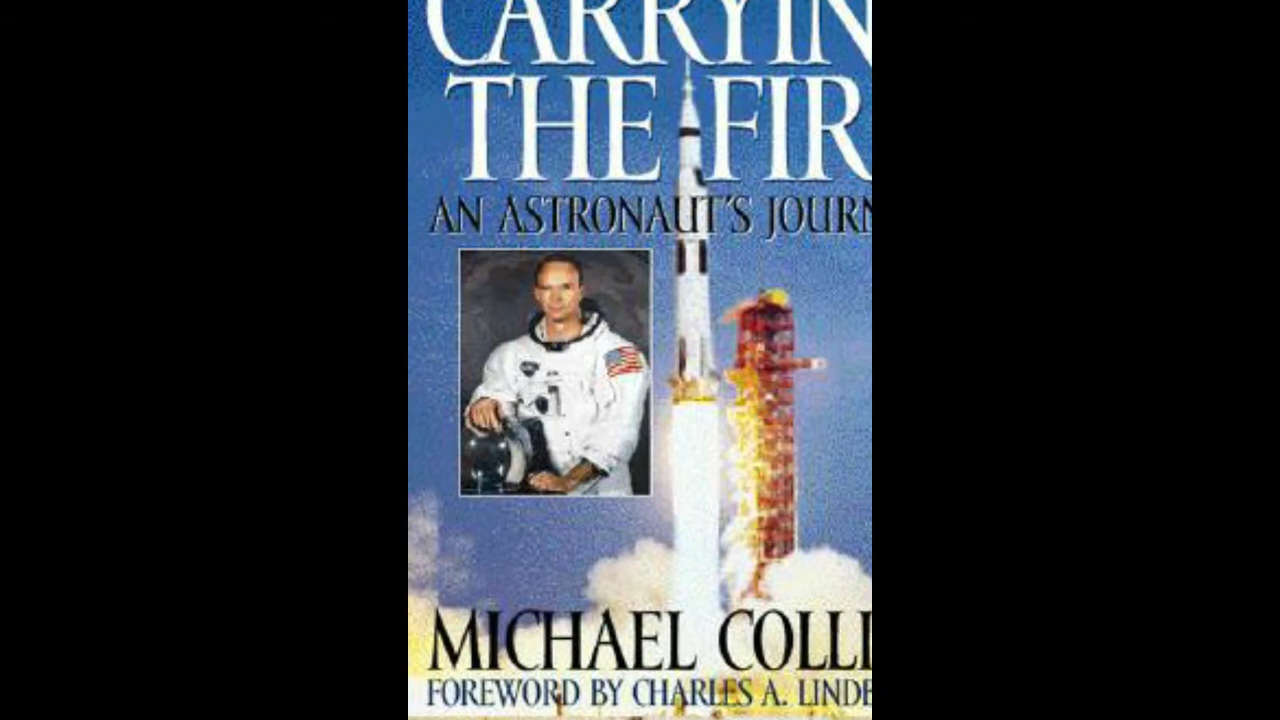 CARRYIN
THE FIR
AN ASTRONAUT'S JOURN
MICHAEL COLLI
FOREWORD BY CHARLES A. LINDE